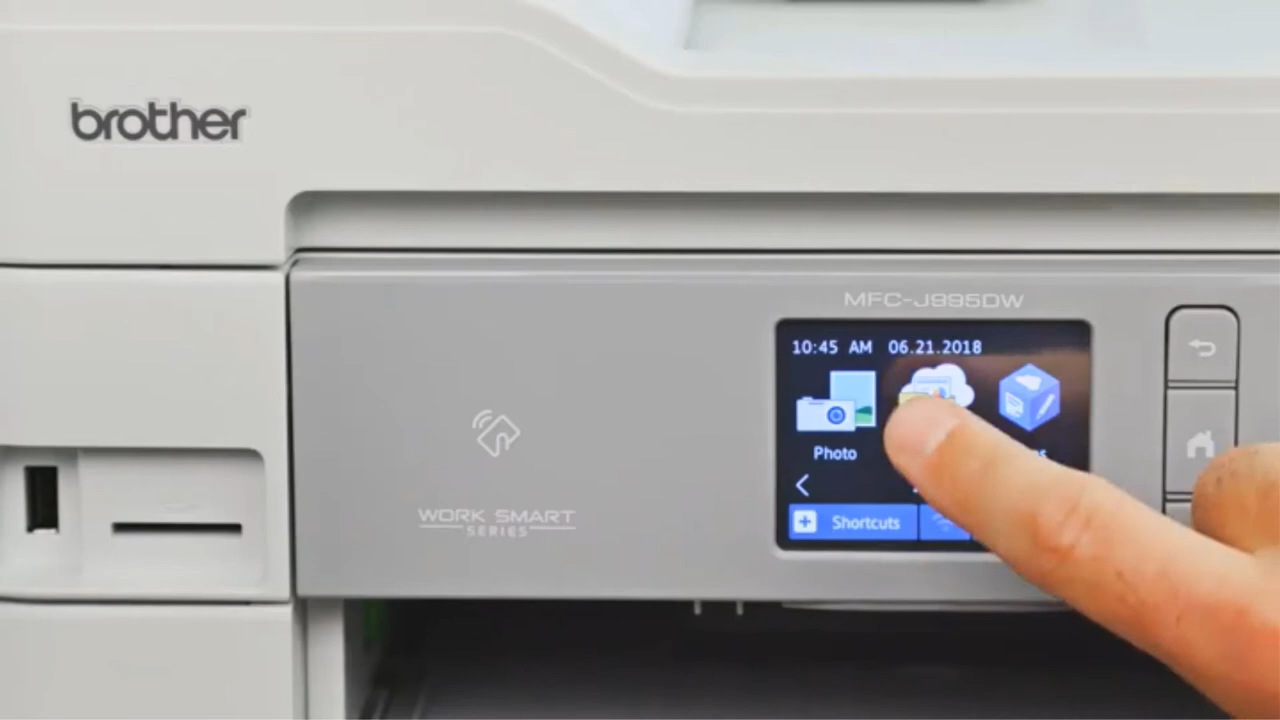 brother
MFC-J995DW
10:45 AM 06.21.2018
Photo
Shortcuts
WORK SMART
SERIES